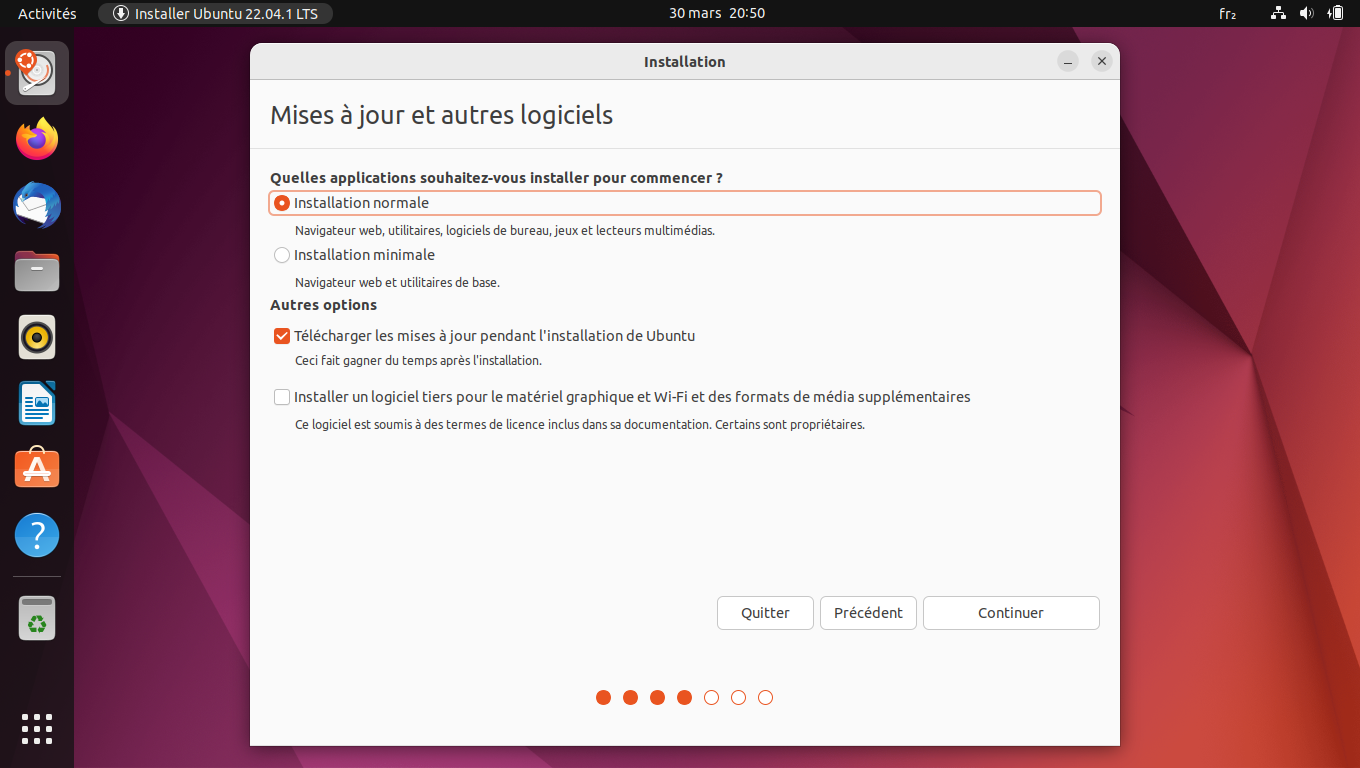 Activités
Installer Ubuntu 22.04.1 LTS
30 mars 20:50
fr₂
Installation
Mises à jour et autres logiciels
Quelles applications souhaitez-vous installer pour commencer ?
Installation normale
Navigateur web, utilitaires, logiciels de bureau, jeux et lecteurs multimédias.
Installation minimale
Navigateur web et utilitaires de base.
Autres options
Télécharger les mises à jour pendant l'installation de Ubuntu
Ceci fait gagner du temps après l'installation.
Installer un logiciel tiers pour le matériel graphique et Wi-Fi et des formats de média supplémentaires
Ce logiciel est soumis à des termes de licence inclus dans sa documentation. Certains sont propriétaires.
Quitter
Précédent
Continuer